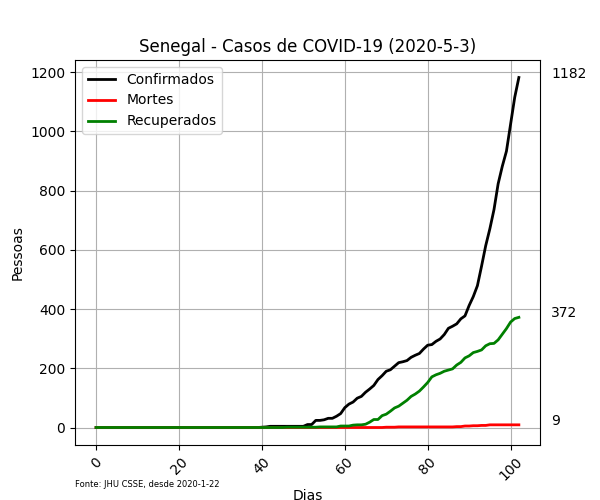 Senegal - Casos de COVID-19 (2020-5-3)
Confirmados
Mortes
Recuperados
1200
1000
800
600
400
200
0
Pessoas
1182
372
9
0
20
40
60
80
100
Dias
Fonte: JHU CSSE, desde 2020-1-22